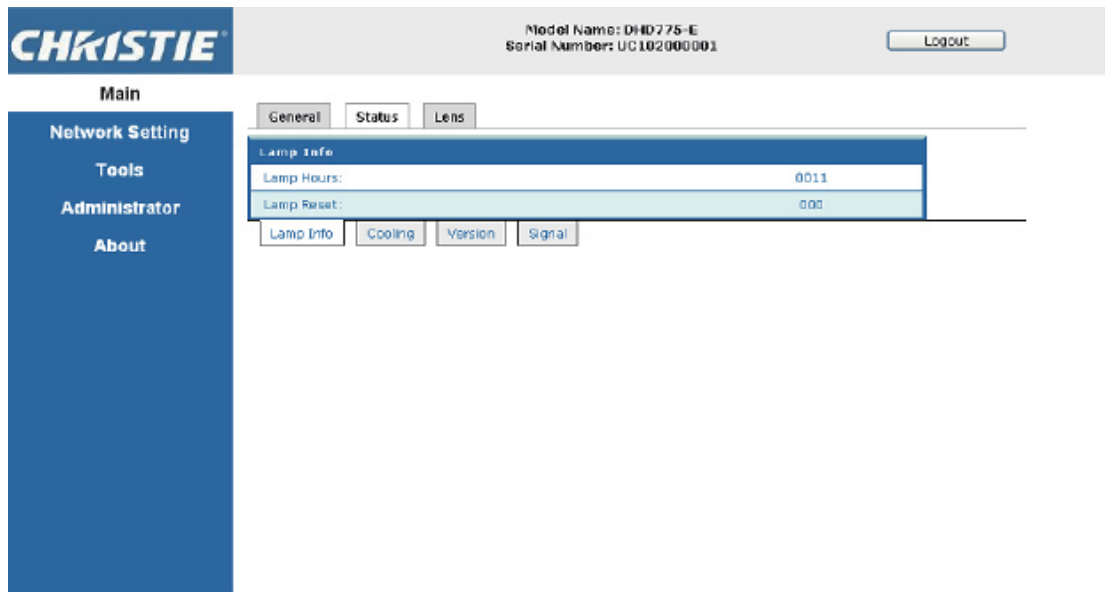 CHRISTIE
Model Name: DHD775-E
Serial Number: UC102000001
Logout
Main
Network Setting
Tools
Administrator
About
General Status Lens
Lamp Info
Lamp Hours: 0011
Lamp Reset: 000
Lamp Info Cooling Version Signal